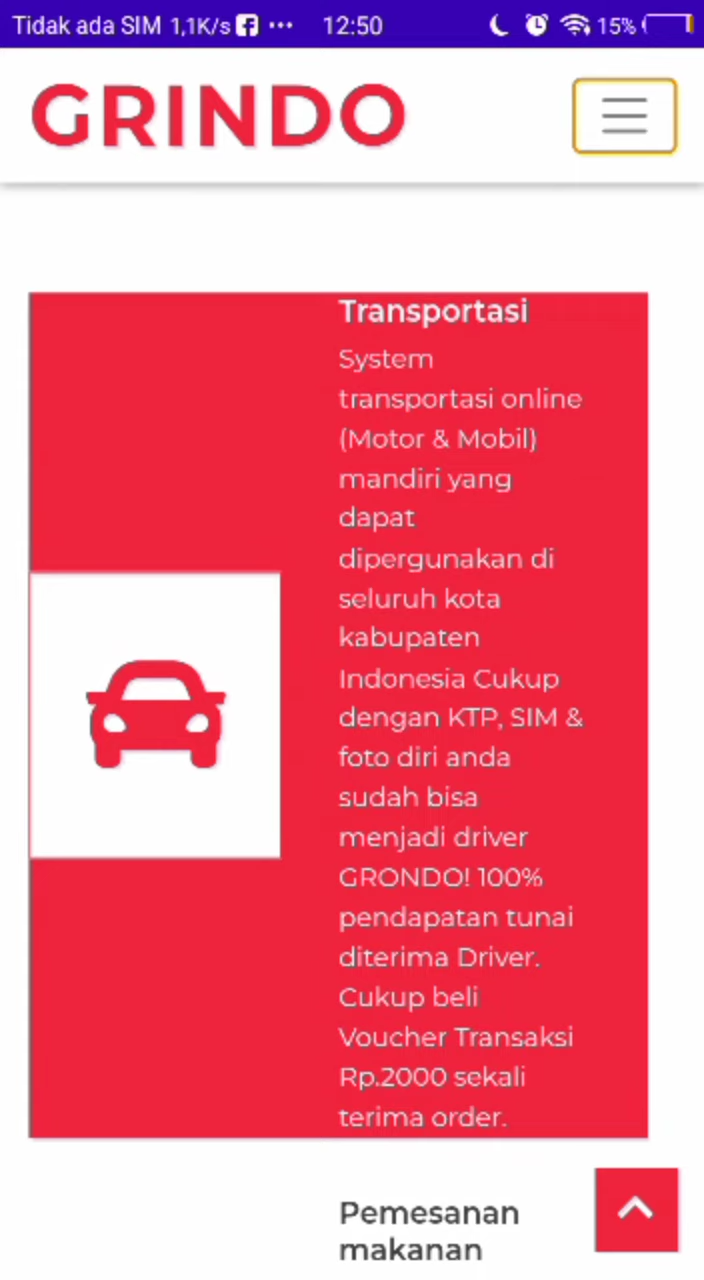 Tidak ada SIM 1,1K/s ··· 12:50 15%
GRINDO
Transportasi
System
transportasi online
(Motor & Mobil)
mandiri yang
dapat
dipergunakan di
seluruh kota
kabupaten
Indonesia Cukup
dengan KTP, SIM &
foto diri anda
sudah bisa
menjadi driver
GRONDO! 100%
pendapatan tunai
diterima Driver.
Cukup beli
Voucher Transaksi
Rp.2000 sekali
terima order.
Pemesanan
makanan